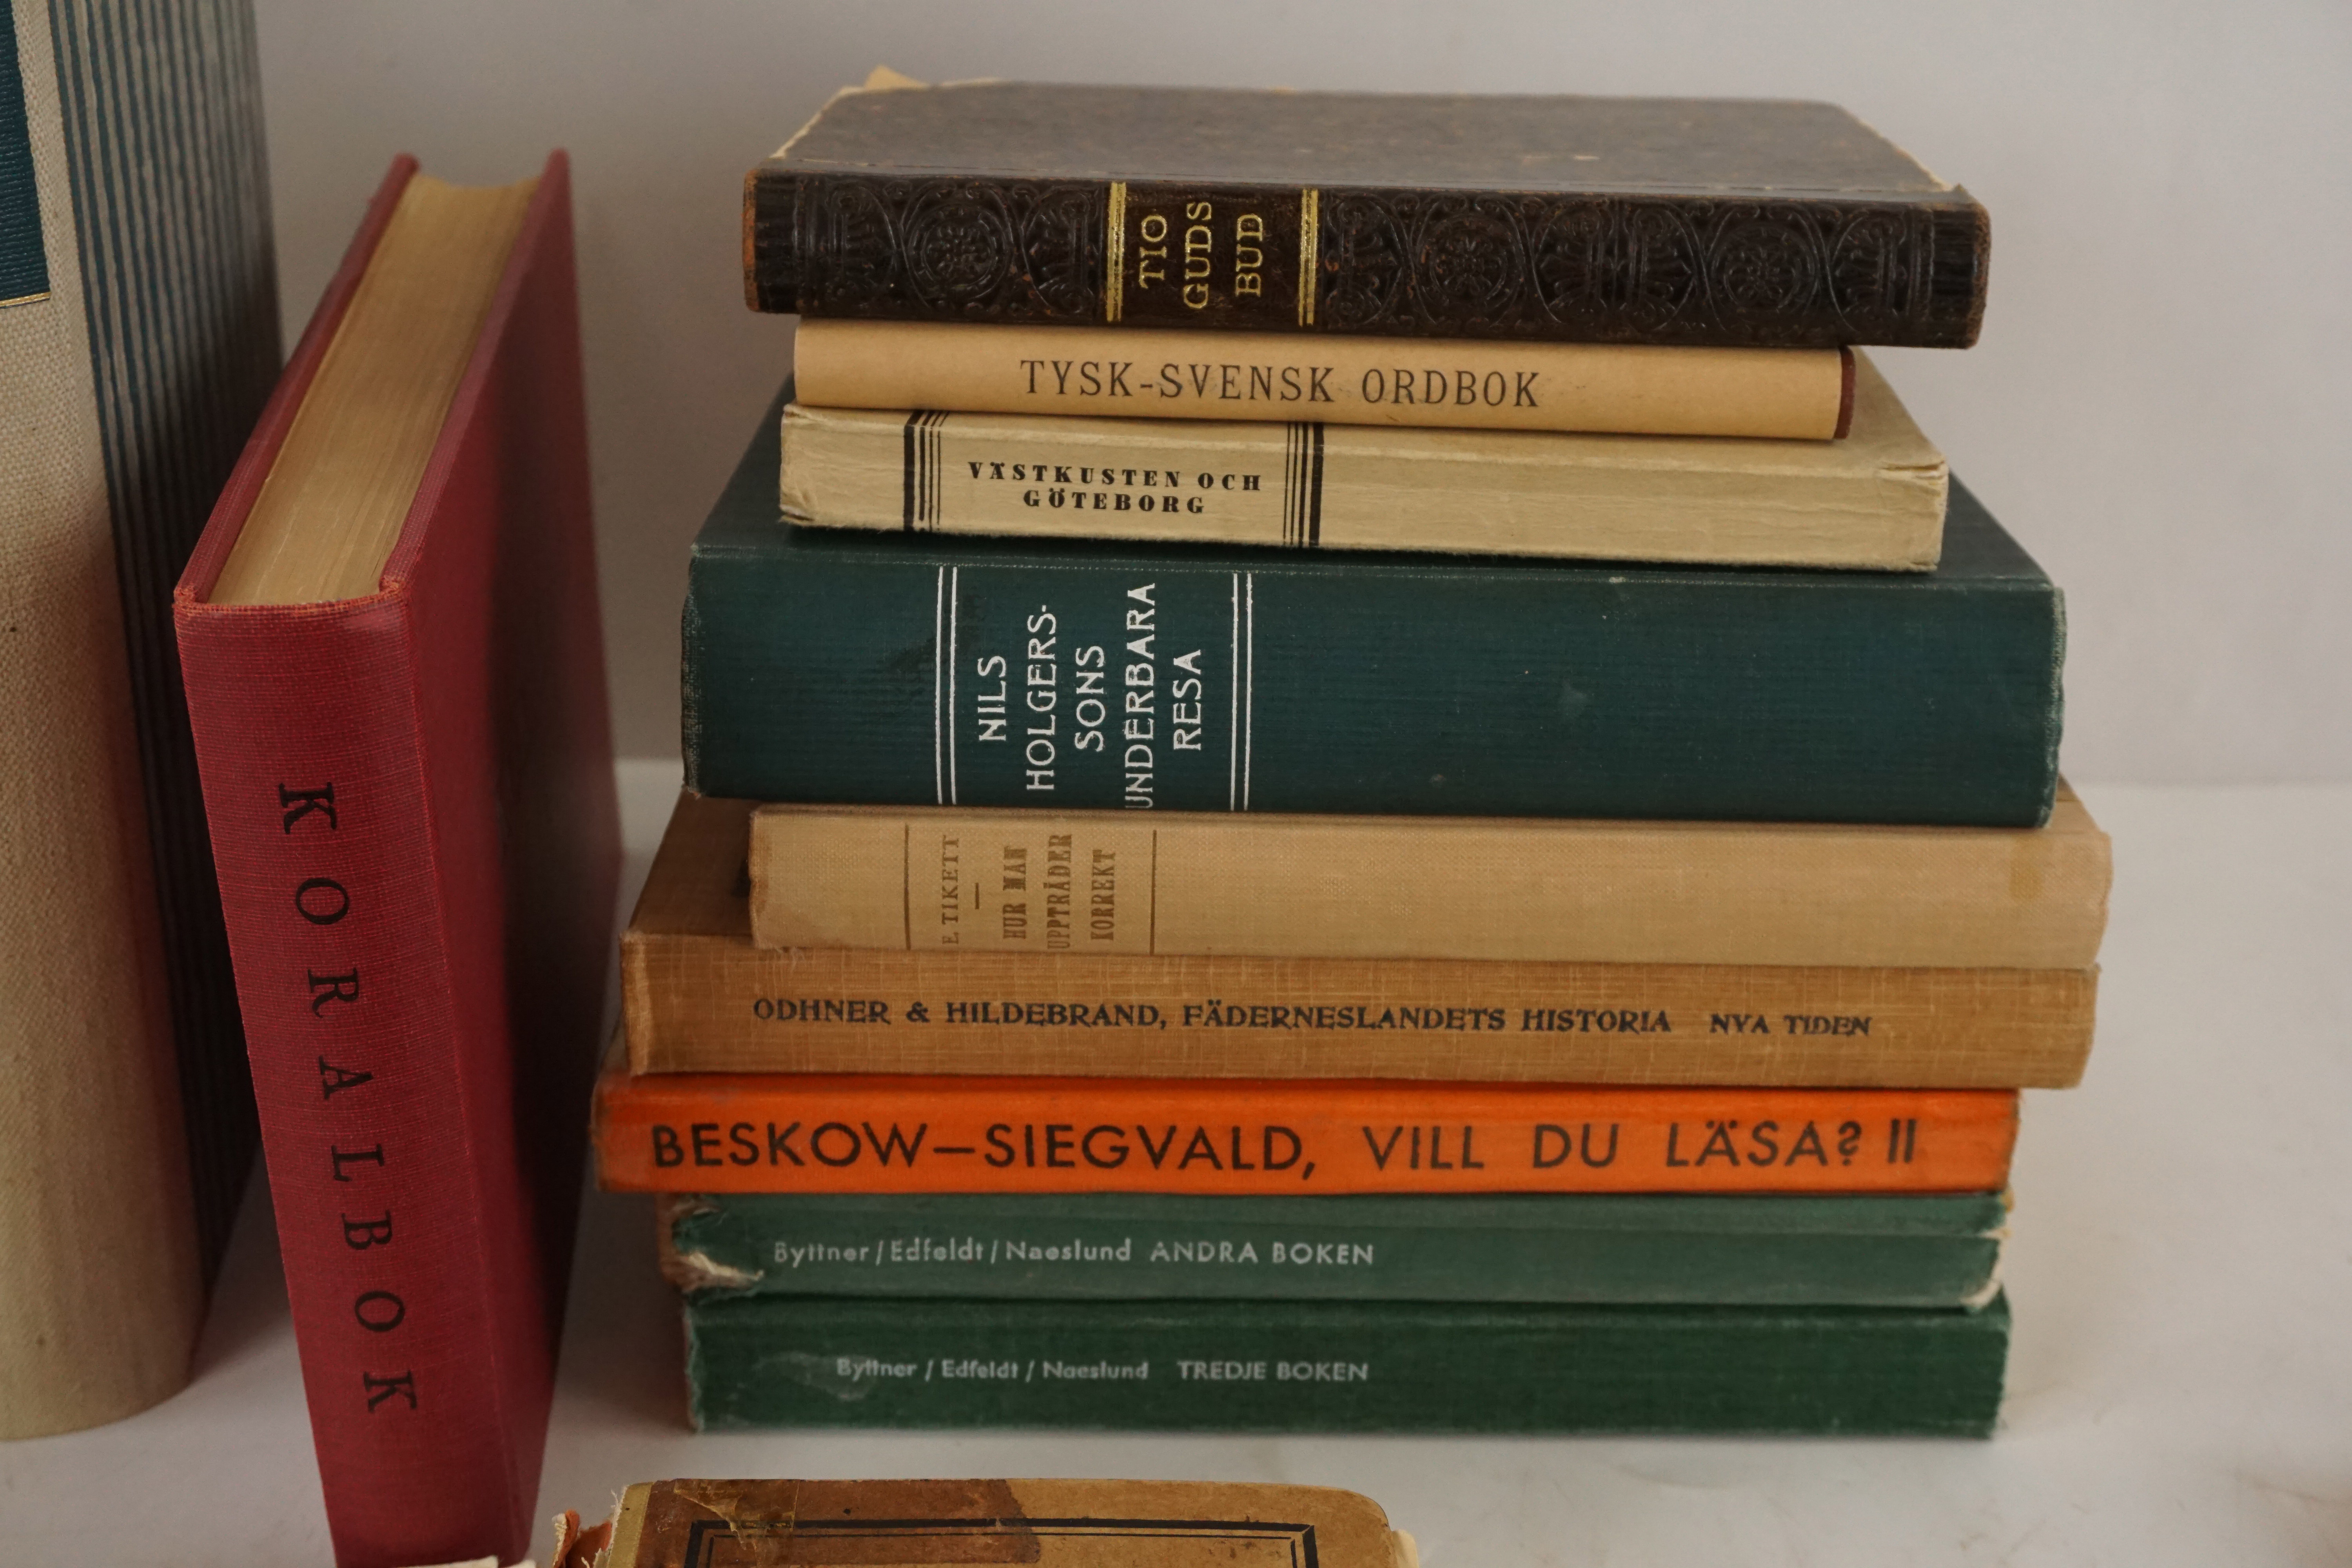 KORALBOK
TIO
GUDS
BUD
TYSK-SVENSK ORDBOK
VÄSTKUSTEN OCH
GÖTEBORG
NILS
HOLGERS-
SONS
UNDERBARA
RESA
E. TIKETT
—
HUR MAN
UPPTRÄDER
KORREKT
ODHNER & HILDEBRAND, FÄDERNESLANDETS HISTORIA NYA TIDEN
BESKOW—SIEGVALD, VILL DU LÄSA? II
Byttner / Edfeldt / Naeslund ANDRA BOKEN
Byttner / Edfeldt / Naeslund TREDJE BOKEN